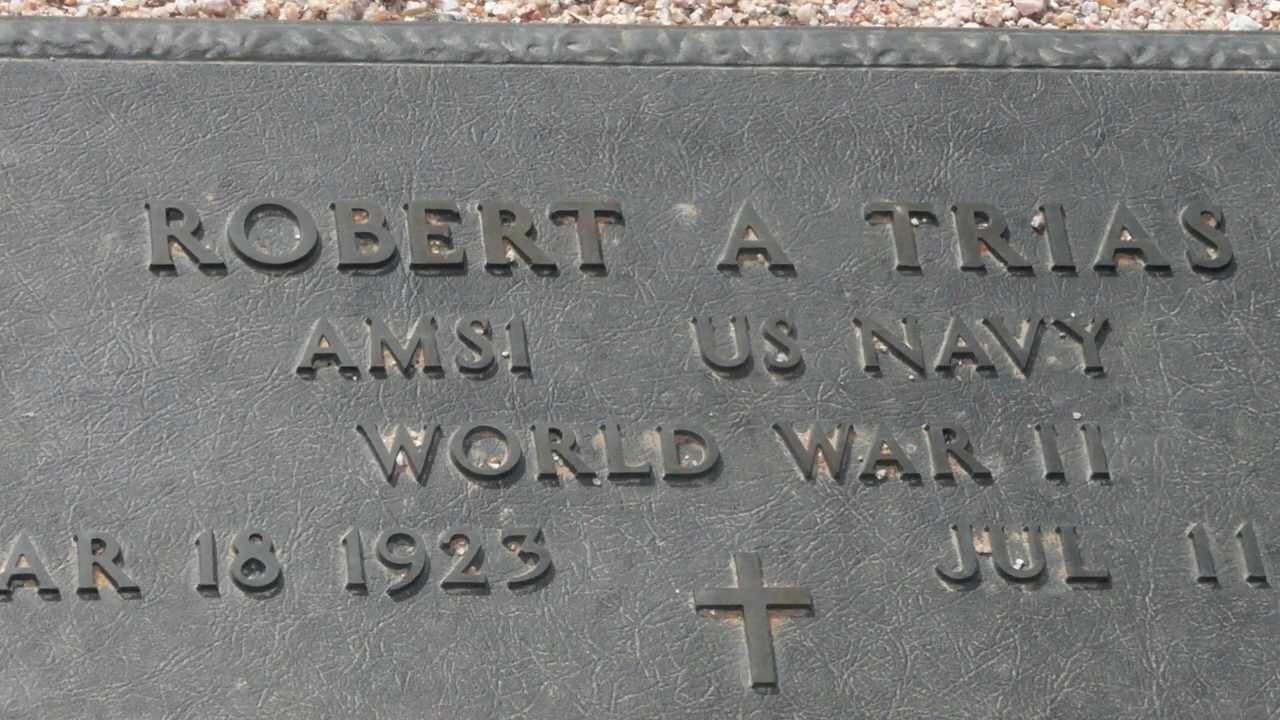 ROBERT A TRIAS
AMS1 US NAVY
WORLD WAR II
AR 18 1923 JUL 11